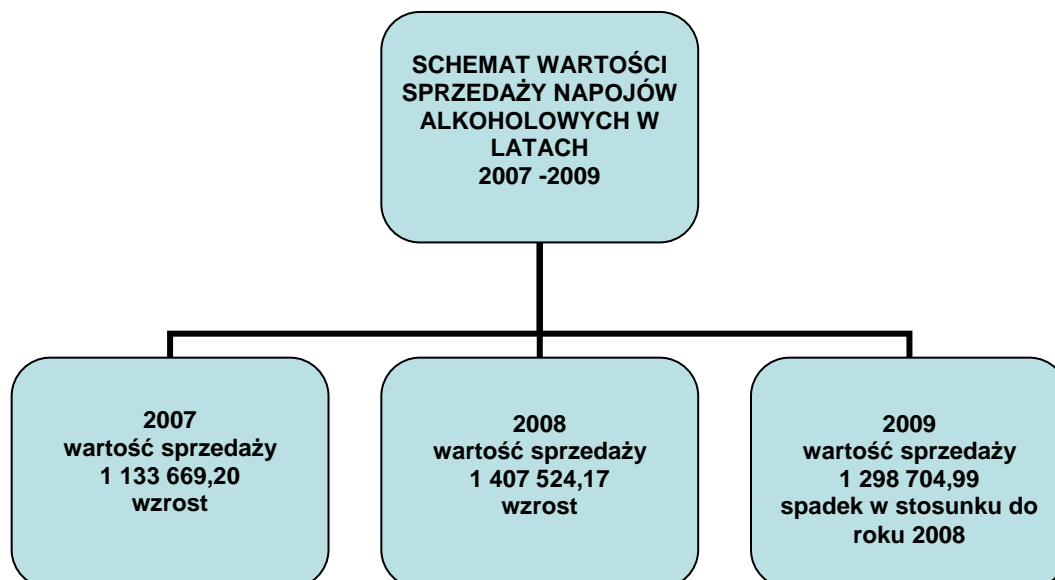 SCHEMAT WARTOŚCI
SPRZEDAŻY NAPOJÓW
ALKOHOLOWYCH W
LATACH
2007 -2009
2007
wartość sprzedaży
1 133 669,20
wzrost
2008
wartość sprzedaży
1 407 524,17
wzrost
2009
wartość sprzedaży
1 298 704,99
spadek w stosunku do
roku 2008